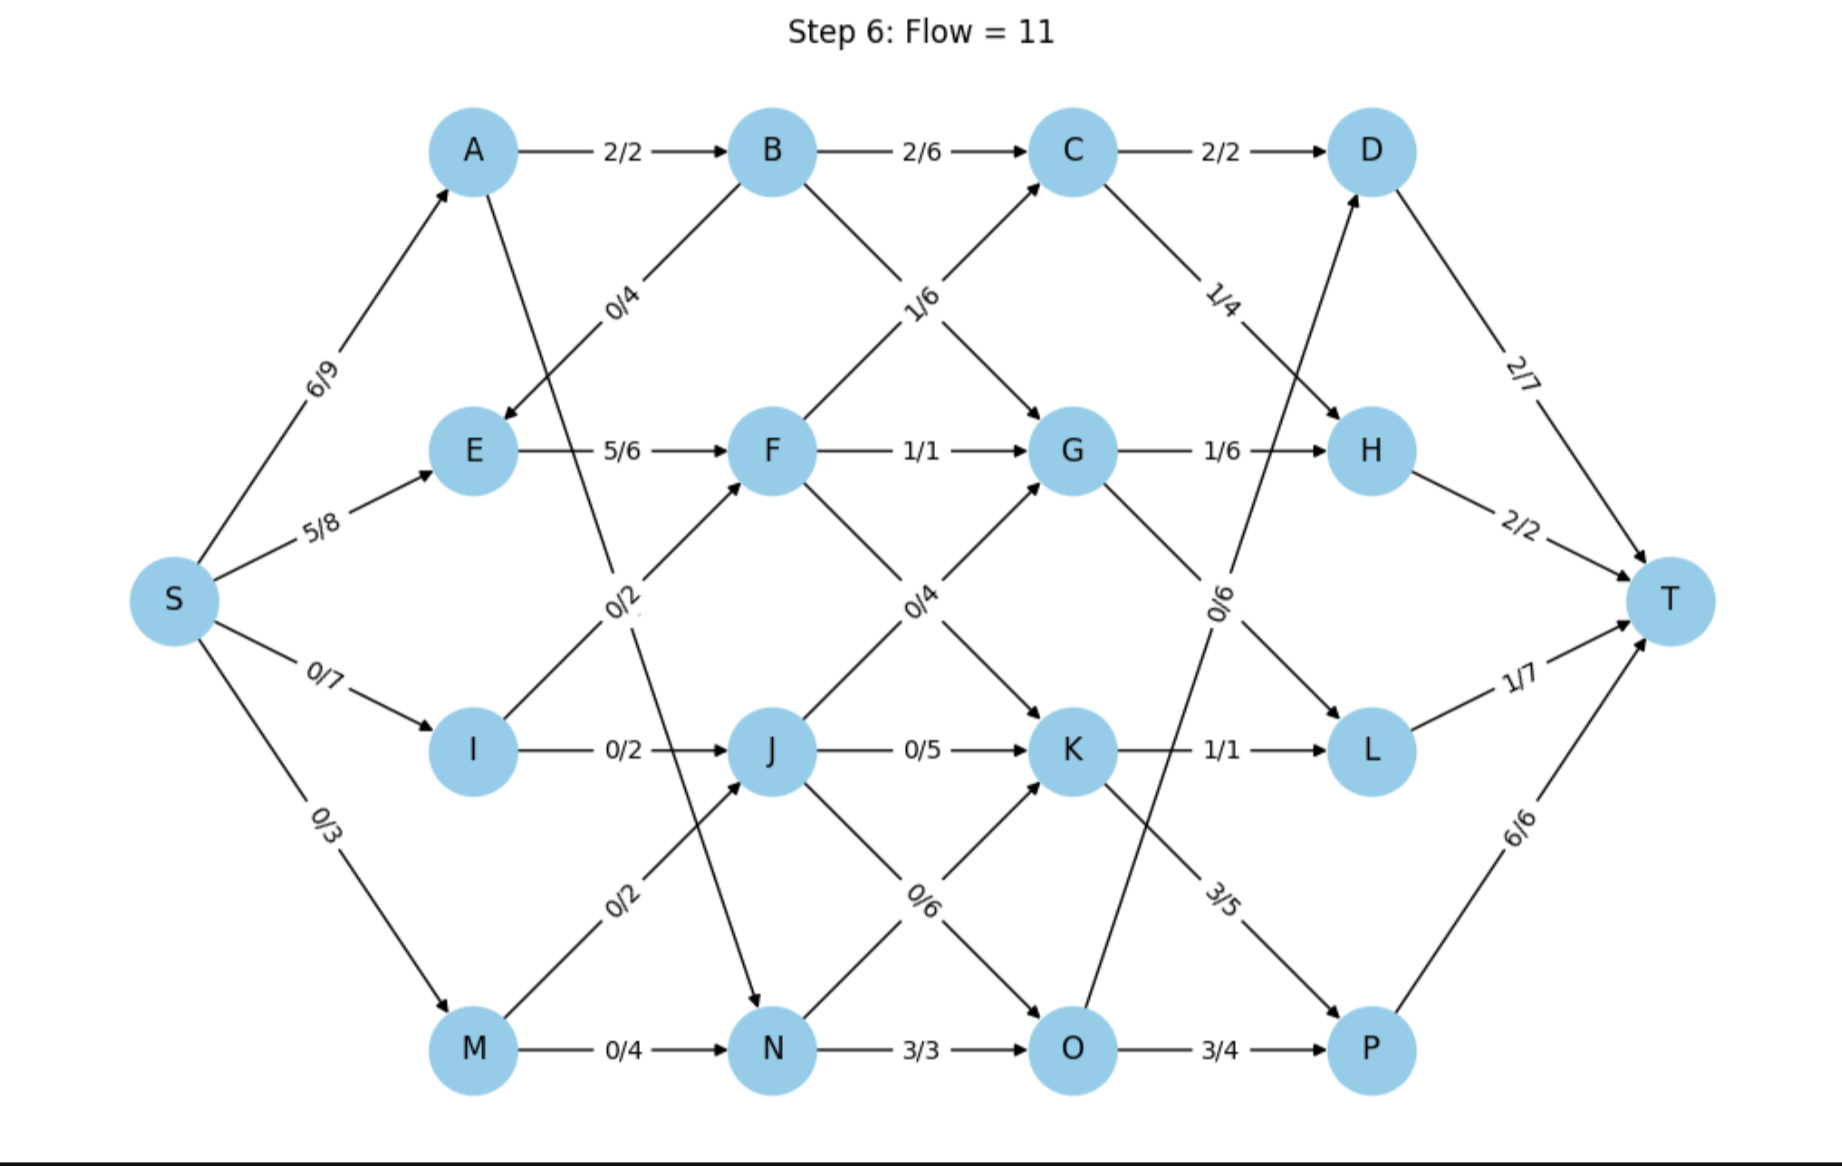 Step 6: Flow = 11
A 2/2 B 2/6 C 2/2 D
0/4 1/6 1/4
6/9 2/7
E 5/6 F 1/1 G 1/6 H
5/8 2/2
S 0/2 0/4 0/6 T
0/7 1/7
I 0/2 J 0/5 K 1/1 L
0/3 6/6
0/2 0/6 3/5
M 0/4 N 3/3 O 3/4 P